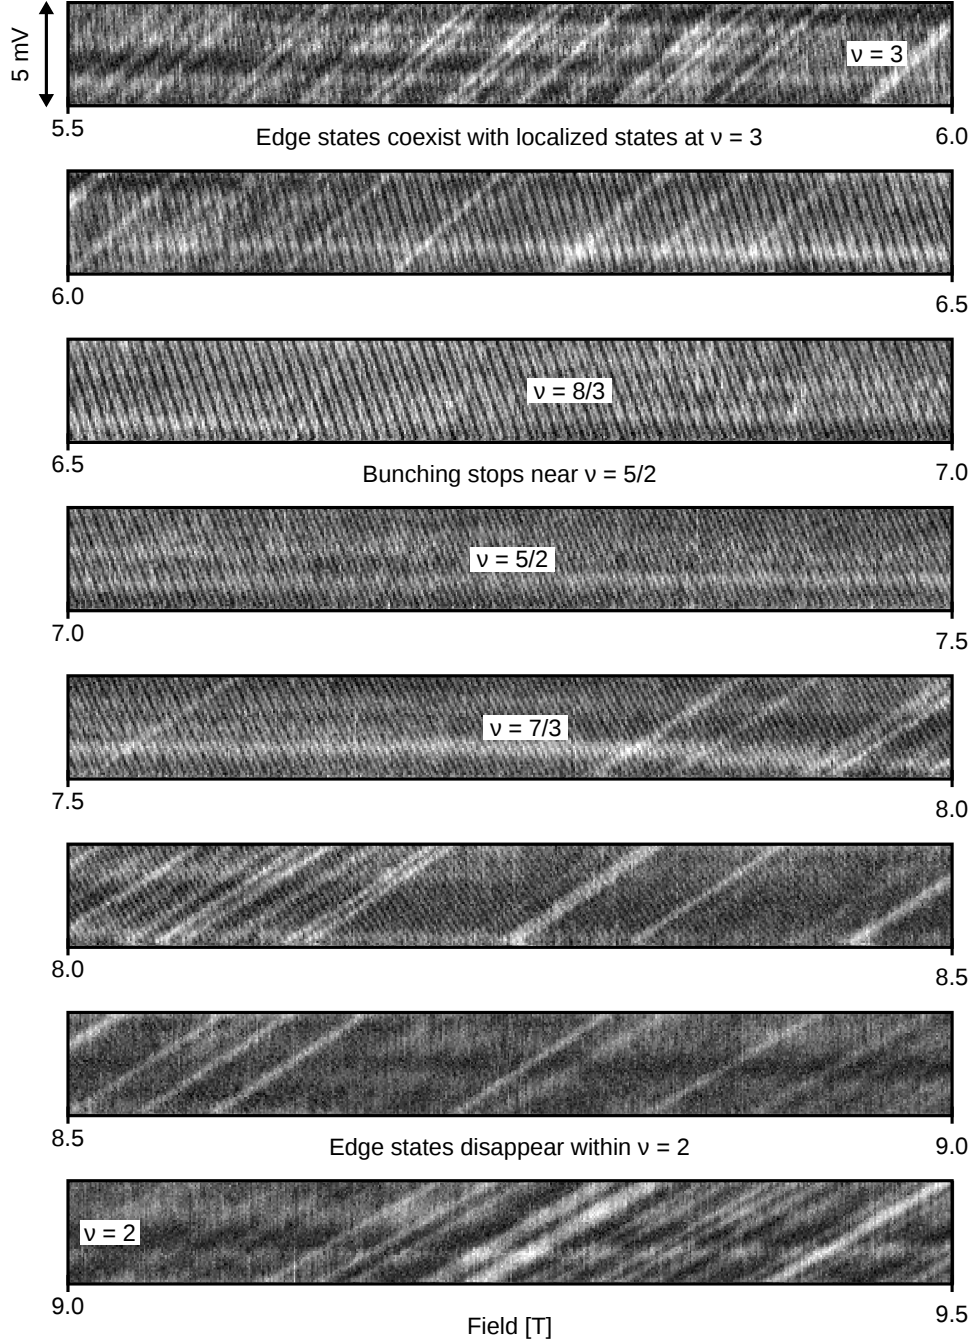 5 mV
ν = 3
5.5
6.0
Edge states coexist with localized states at ν = 3
6.0
6.5
ν = 8/3
6.5
7.0
Bunching stops near ν = 5/2
ν = 5/2
7.0
7.5
ν = 7/3
7.5
8.0
8.0
8.5
8.5
9.0
Edge states disappear within ν = 2
ν = 2
9.0
9.5
Field [T]